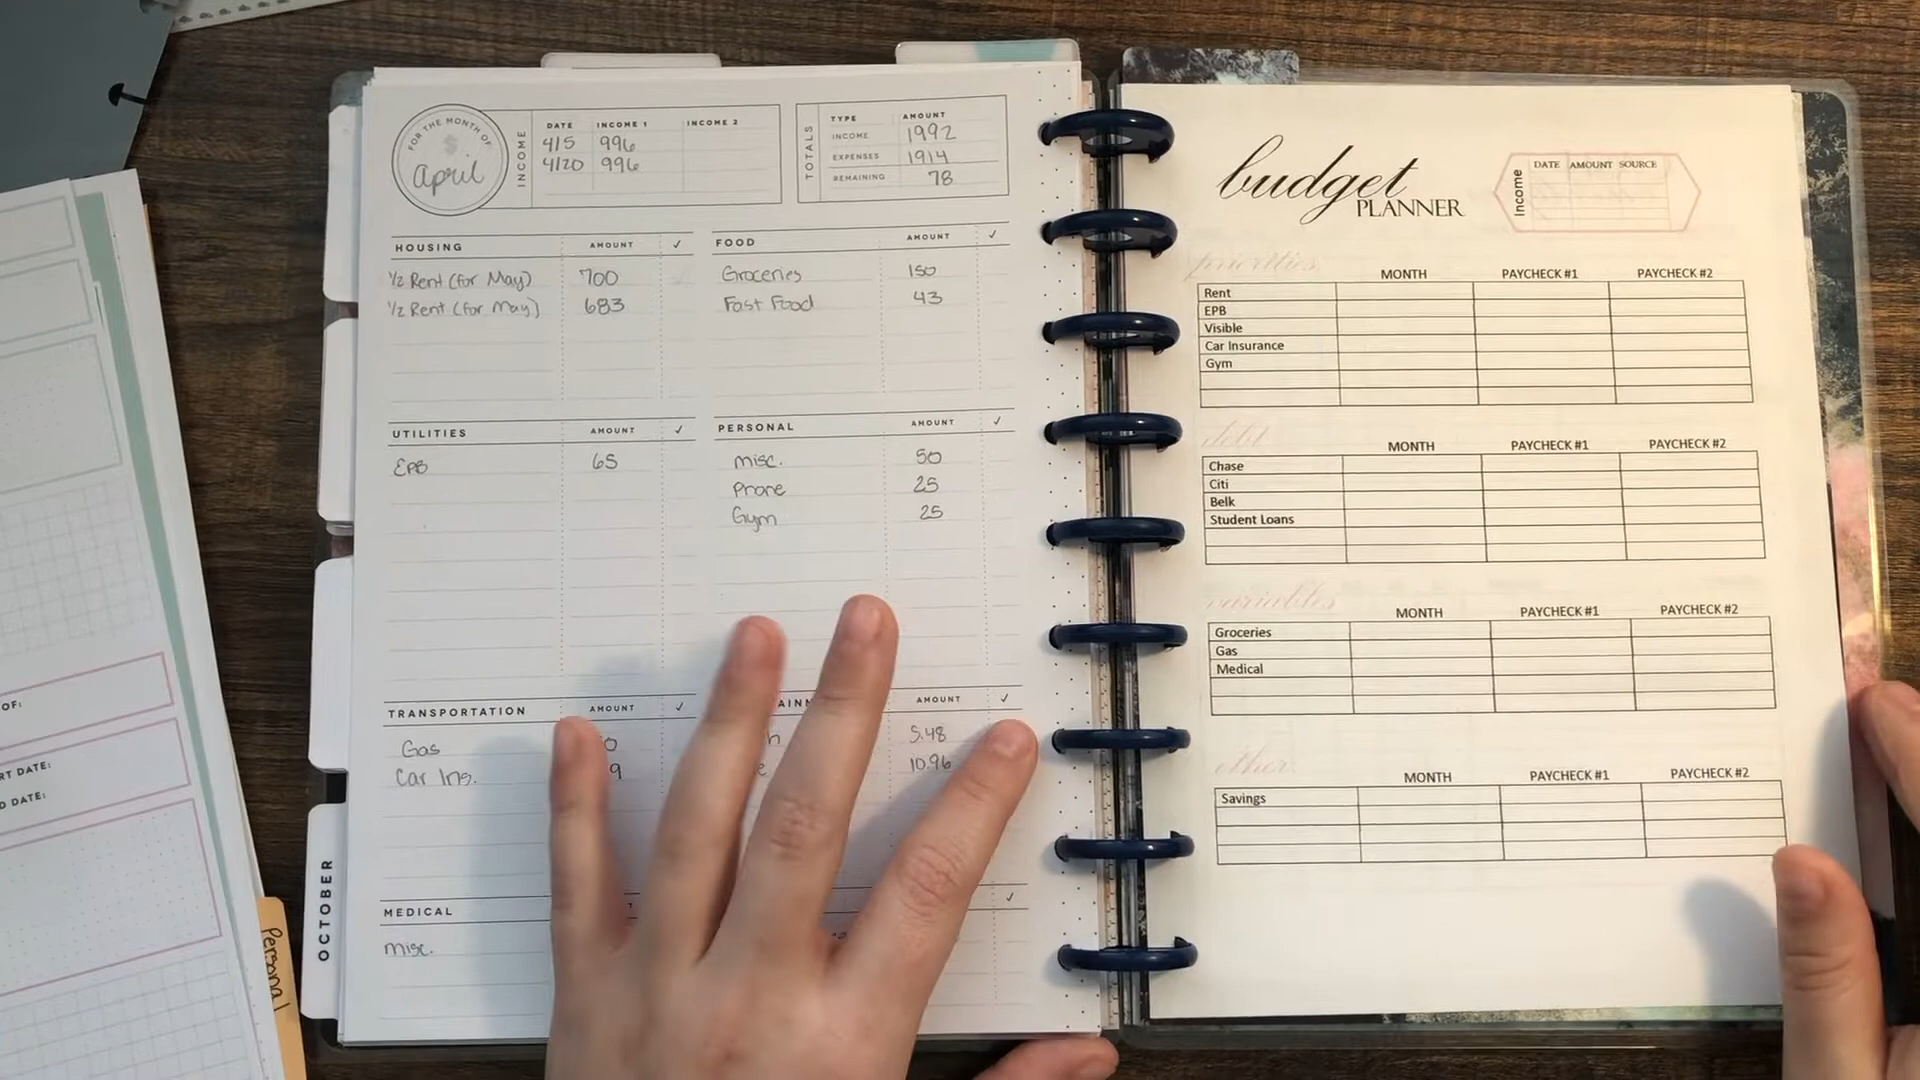 FOR THE MONTH OF
$
April
INCOME
DATE INCOME 1 INCOME 2
4/5 996
4/20 996
TOTALS
TYPE AMOUNT
INCOME 1992
EXPENSES 1914
REMAINING 78
HOUSING AMOUNT ✓
1/2 Rent (for May) 700
1/2 Rent (for May) 683
FOOD AMOUNT ✓
Groceries 150
Fast Food 43
UTILITIES AMOUNT ✓
EPB 65
PERSONAL AMOUNT ✓
misc. 50
Phone 25
Gym 25
TRANSPORTATION AMOUNT ✓
Gas
Car Ins.
AMOUNT ✓
5.48
10.96
MEDICAL
misc.
✓
OCTOBER
Personal
OF:
RT DATE:
D DATE:
budget
PLANNER
Income
DATE AMOUNT SOURCE
priorities
MONTH PAYCHECK #1 PAYCHECK #2
Rent
EPB
Visible
Car Insurance
Gym
debt
MONTH PAYCHECK #1 PAYCHECK #2
Chase
Citi
Belk
Student Loans
variables
MONTH PAYCHECK #1 PAYCHECK #2
Groceries
Gas
Medical
other
MONTH PAYCHECK #1 PAYCHECK #2
Savings